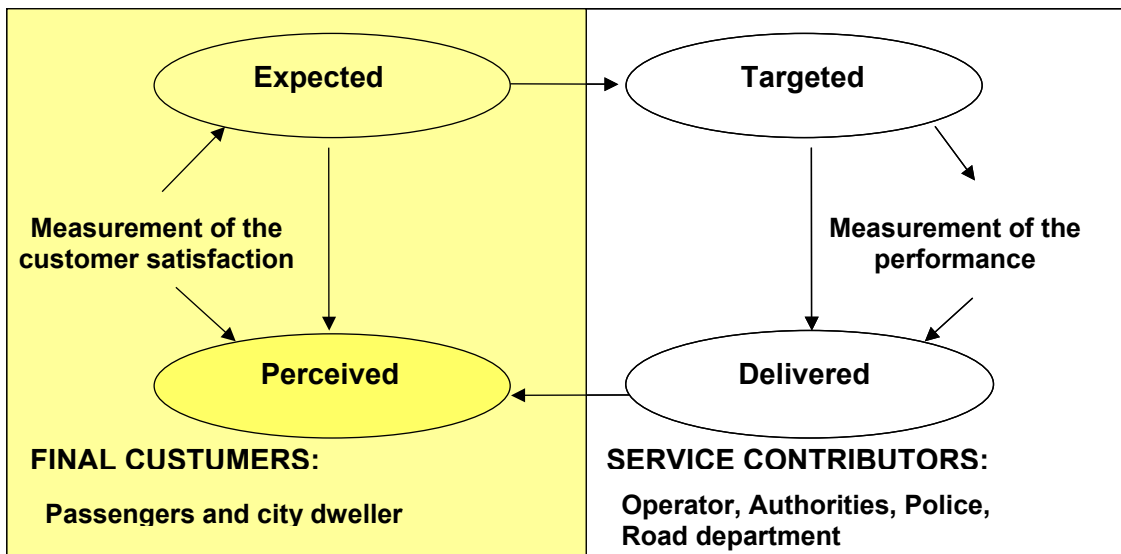 Expected
Targeted
Measurement of the
customer satisfaction
Measurement of the
performance
Perceived
Delivered
FINAL CUSTUMERS:
Passengers and city dweller
SERVICE CONTRIBUTORS:
Operator, Authorities, Police,
Road department